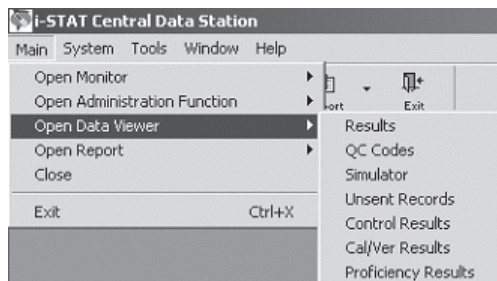 i-STAT Central Data Station
Main System Tools Window Help
Open Monitor
Open Administration Function
Open Data Viewer
Open Report
Close
Exit Ctrl+X
Exit
Results
QC Codes
Simulator
Unsent Records
Control Results
Cal/Ver Results
Proficiency Results